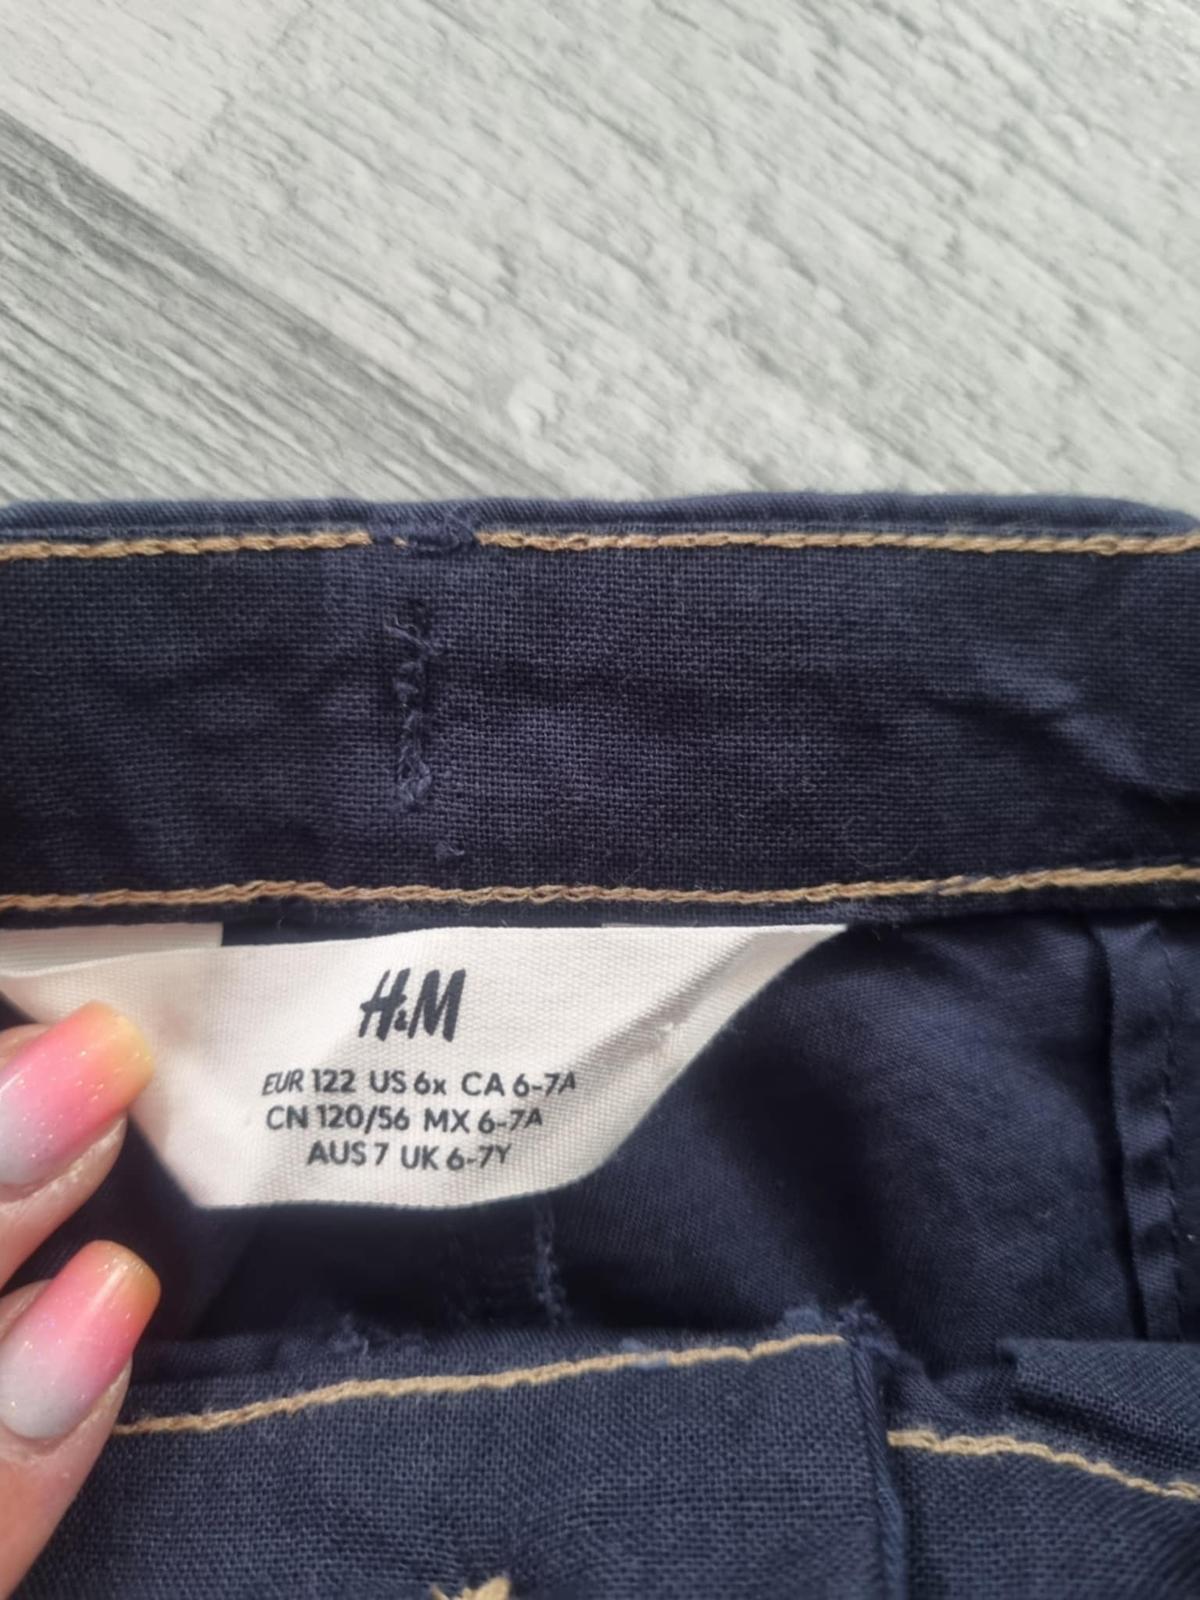 H&M
EUR 122 US 6x CA 6-7A
CN 120/56 MX 6-7A
AUS 7 UK 6-7Y